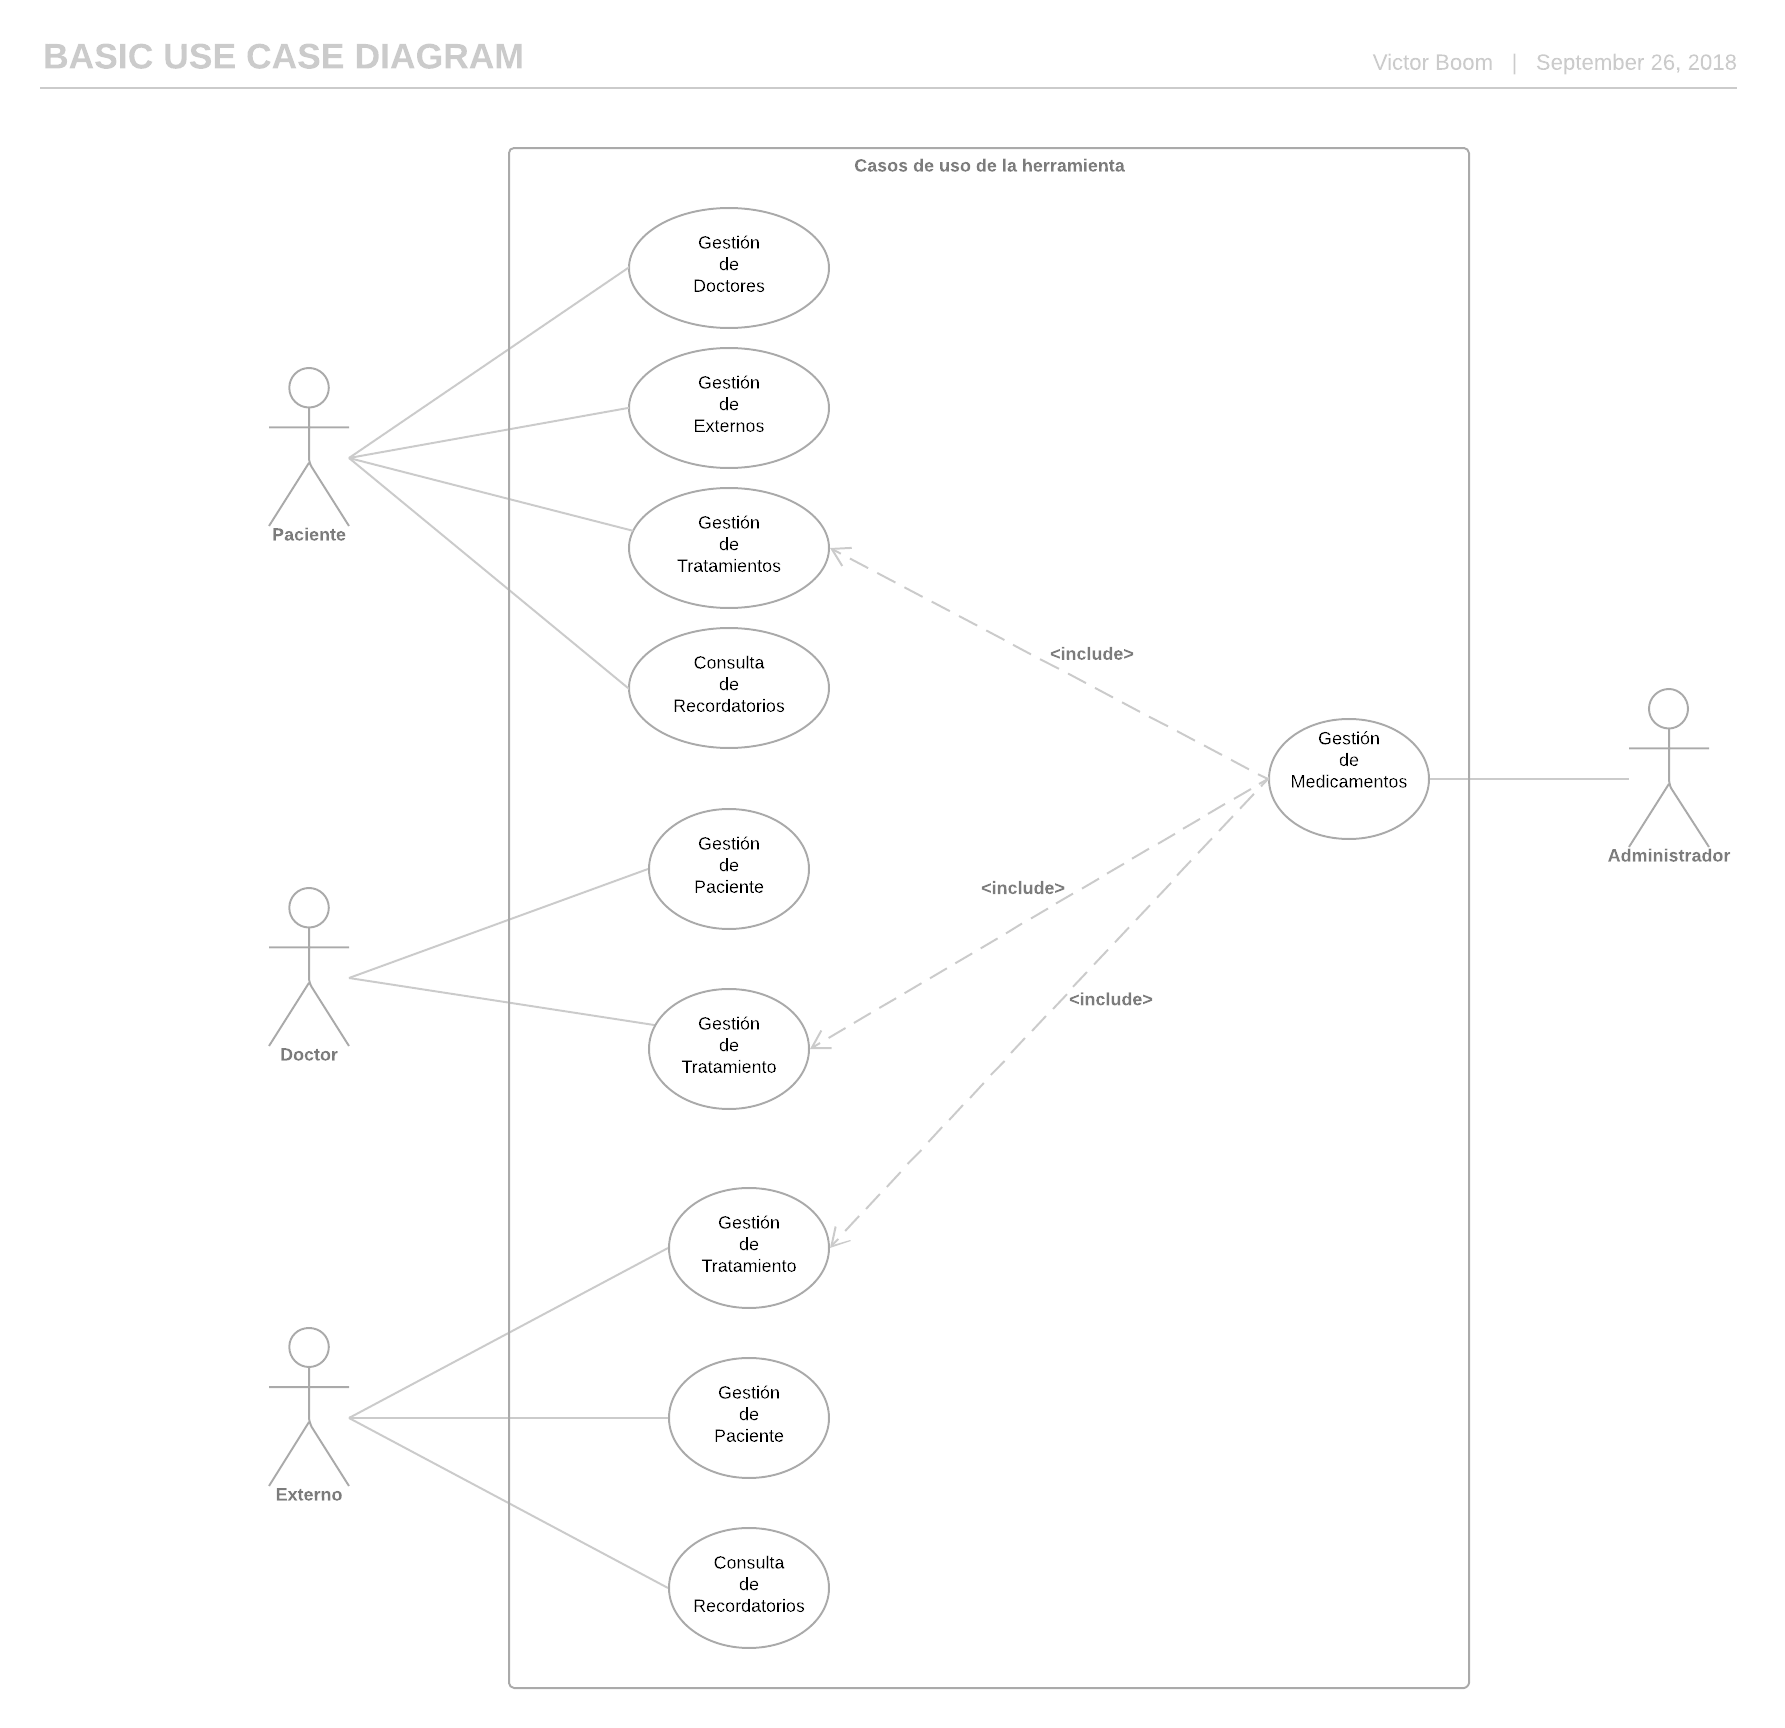 BASIC USE CASE DIAGRAM
Victor Boom | September 26, 2018
Casos de uso de la herramienta
Gestión
de
Doctores
Gestión
de
Externos
Paciente
Gestión
de
Tratamientos
<include>
Consulta
de
Recordatorios
Gestión
de
Medicamentos
Administrador
Gestión
de
Paciente
<include>
Doctor
Gestión
de
Tratamiento
<include>
Gestión
de
Tratamiento
Gestión
de
Paciente
Externo
Consulta
de
Recordatorios